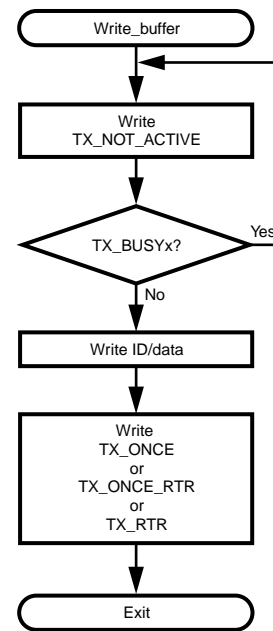 Write_buffer
Write
TX_NOT_ACTIVE
TX_BUSYx?
Yes
No
Write ID/data
Write
TX_ONCE
or
TX_ONCE_RTR
or
TX_RTR
Exit